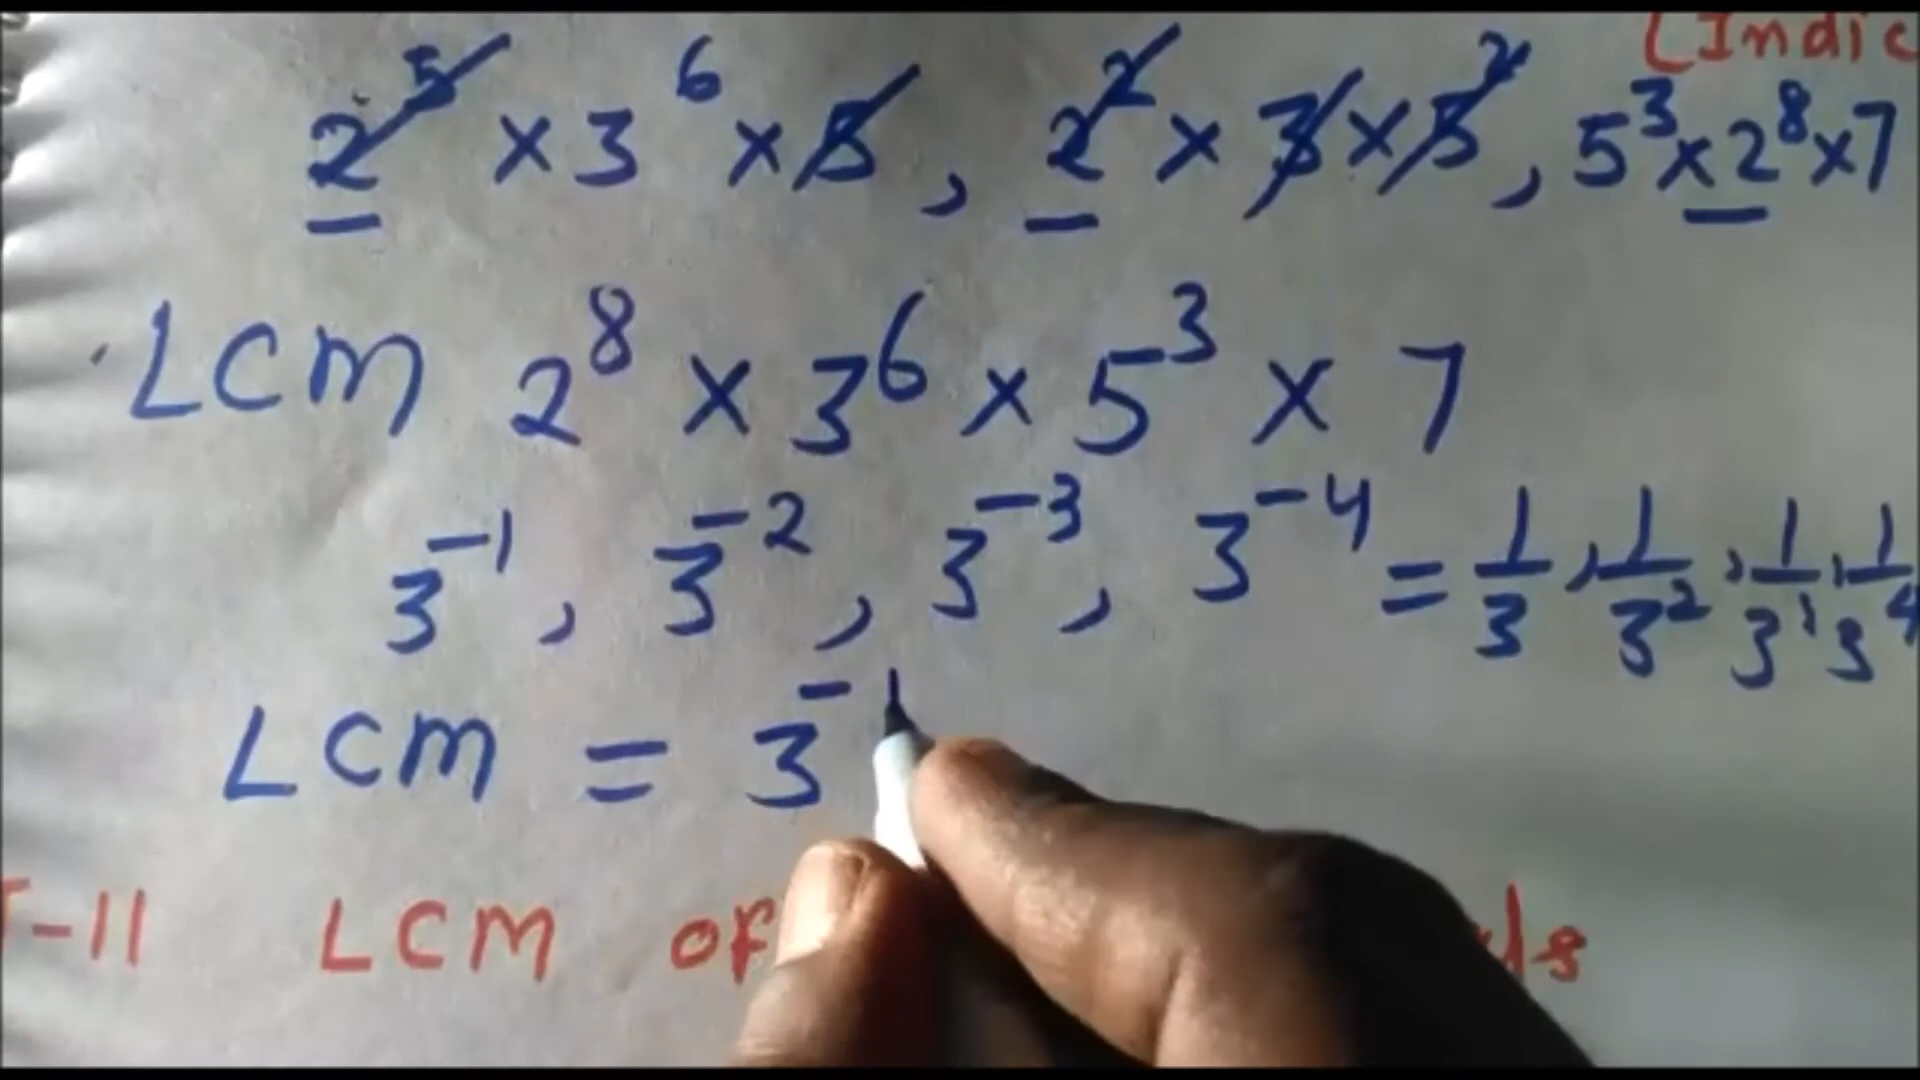 (Indic
2⁵ × 3⁶ × 5 , 2² × 3 × 5² , 5³ × 2⁸ × 7
LCM 2⁸ × 3⁶ × 5³ × 7
3⁻¹ , 3⁻² , 3⁻³ , 3⁻⁴ = 1/3 , 1/3² , 1/3¹ , 1/3⁴
LCM = 3⁻¹
-11 LCM of